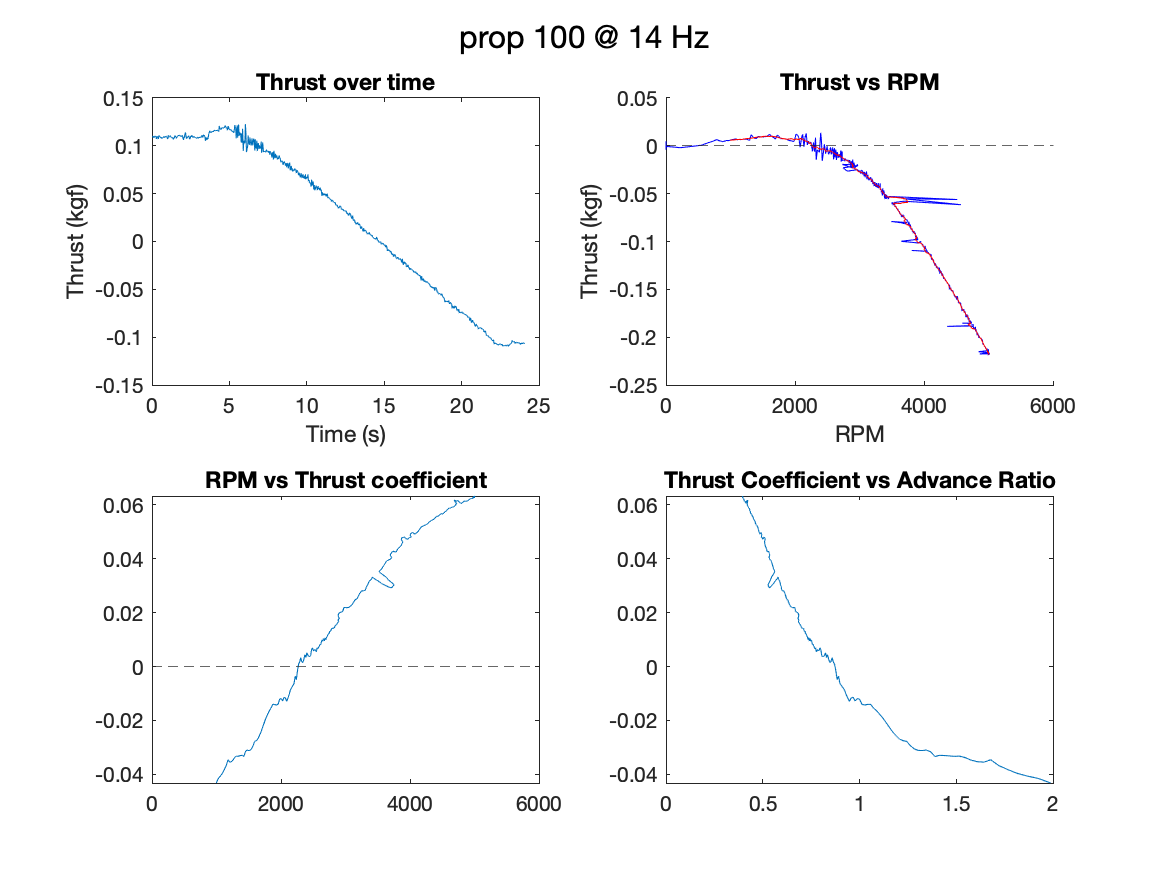 prop 100 @ 14 Hz
Thrust over time
Thrust (kgf)
0.15
0.1
0.05
0
-0.05
-0.1
-0.15
0 5 10 15 20 25
Time (s)
Thrust vs RPM
Thrust (kgf)
0.05
0
-0.05
-0.1
-0.15
-0.2
-0.25
0 2000 4000 6000
RPM
RPM vs Thrust coefficient
0.06
0.04
0.02
0
-0.02
-0.04
0 2000 4000 6000
Thrust Coefficient vs Advance Ratio
0.06
0.04
0.02
0
-0.02
-0.04
0 0.5 1 1.5 2